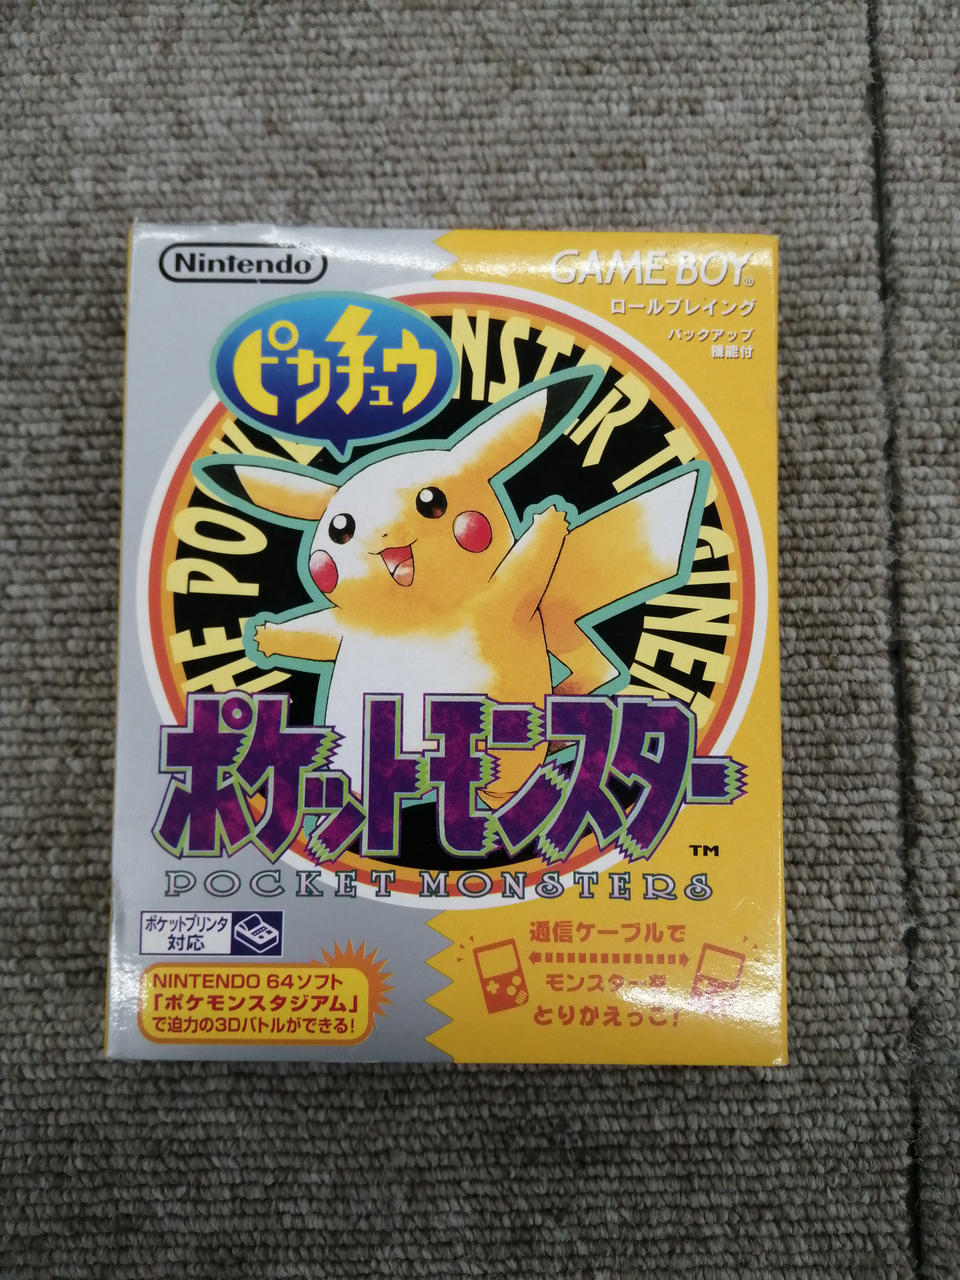 Nintendo®
GAME BOY®
ロールプレイング
バックアップ
機能付
ピカチュウ
ポケットモンスター
TM
POCKET MONSTERS
ポケットプリンタ
対応
NINTENDO 64ソフト
「ポケモンスタジアム」
で迫力の3Dバトルができる!
通信ケーブルで
モンスターを
とりかえっこ!